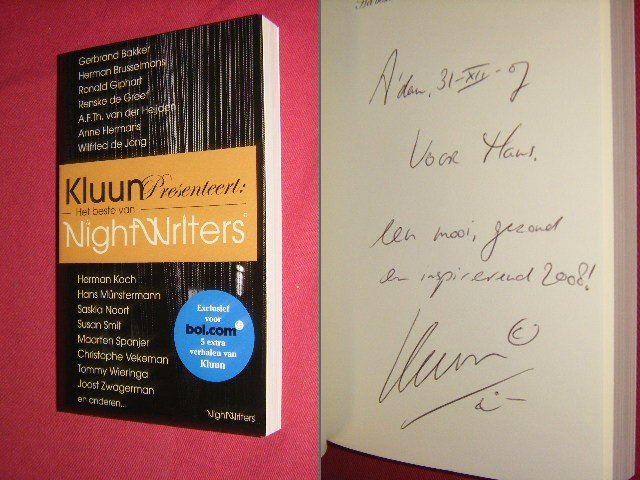 Gerbrand Bakker
Herman Brusselmans
Ronald Giphart
Renske de Greef
A.F.Th. van der Heijden
Anne Hermans
Wilfried de Jong
Kluun Presenteert:
Het beste van
NightWriters
Herman Koch
Hans Münstermann
Saskia Noort
Susan Smit
Maarten Spanjer
Christophe Vekeman
Tommy Wieringa
Joost Zwagerman
en anderen...
Exclusief
voor
bol.com
5 extra
verhalen van
Kluun
NightWriters
A'dam, 31-XII-07
Voor Hans.
Een mooi, gezond
en inspirerend 2008!
Kluun ©